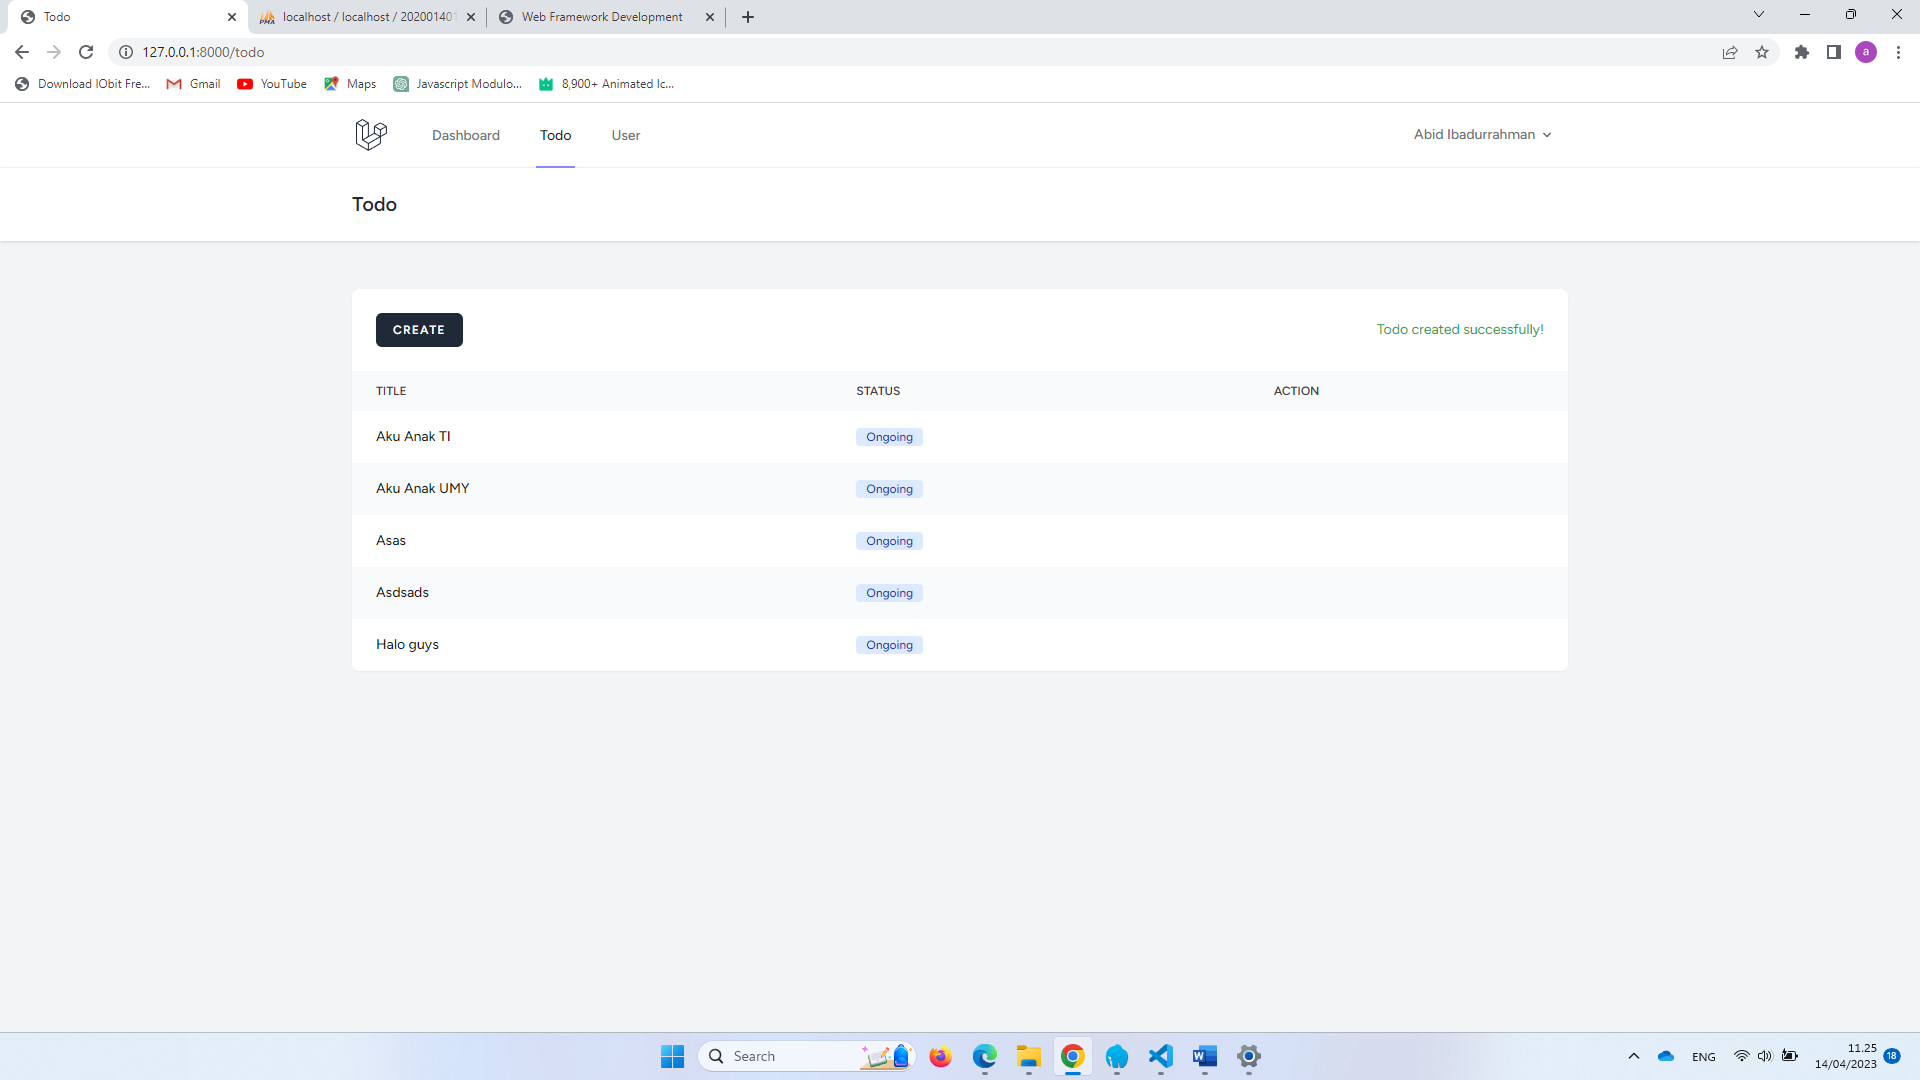 Todo
localhost / localhost / 202001401
Web Framework Development
127.0.0.1:8000/todo
a
Download IObit Fre...
Gmail
YouTube
Maps
Javascript Modulo...
8,900+ Animated Ic...
Dashboard
Todo
User
Abid Ibadurrahman
Todo
CREATE
Todo created successfully!
TITLE STATUS ACTION
Aku Anak TI Ongoing
Aku Anak UMY Ongoing
Asas Ongoing
Asdsads Ongoing
Halo guys Ongoing
Search
ENG
11.25
14/04/2023
18